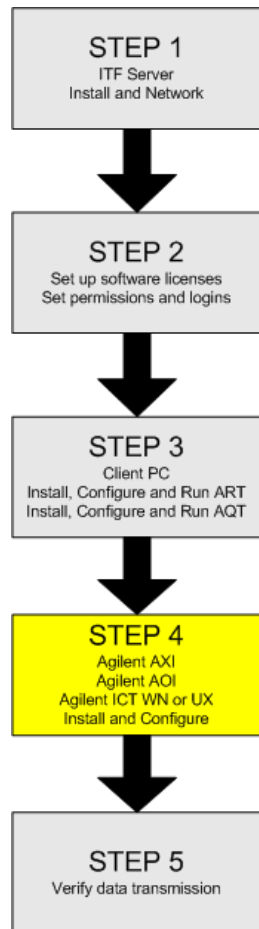 STEP 1
ITF Server
Install and Network
STEP 2
Set up software licenses
Set permissions and logins
STEP 3
Client PC
Install, Configure and Run ART
Install, Configure and Run AQT
STEP 4
Agilent AXI
Agilent AOI
Agilent ICT WN or UX
Install and Configure
STEP 5
Verify data transmission